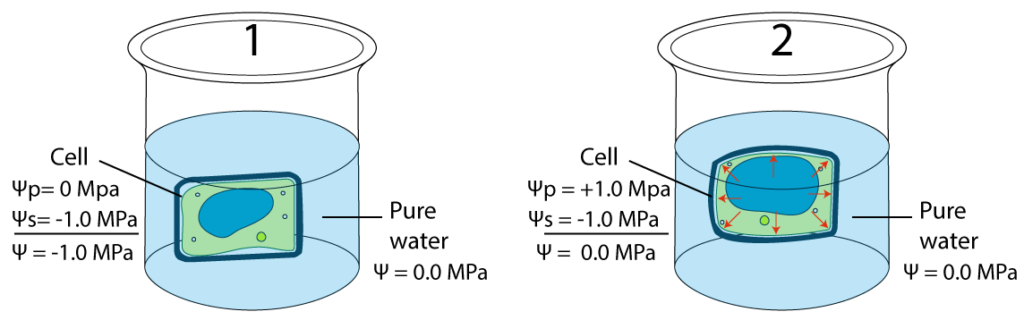 1
Cell
Ψp= 0 Mpa
Ψs= -1.0 MPa
Ψ = -1.0 MPa
Pure
water
Ψ = 0.0 MPa
2
Cell
Ψp = +1.0 Mpa
Ψs = -1.0 MPa
Ψ = 0.0 MPa
Pure
water
Ψ = 0.0 MPa